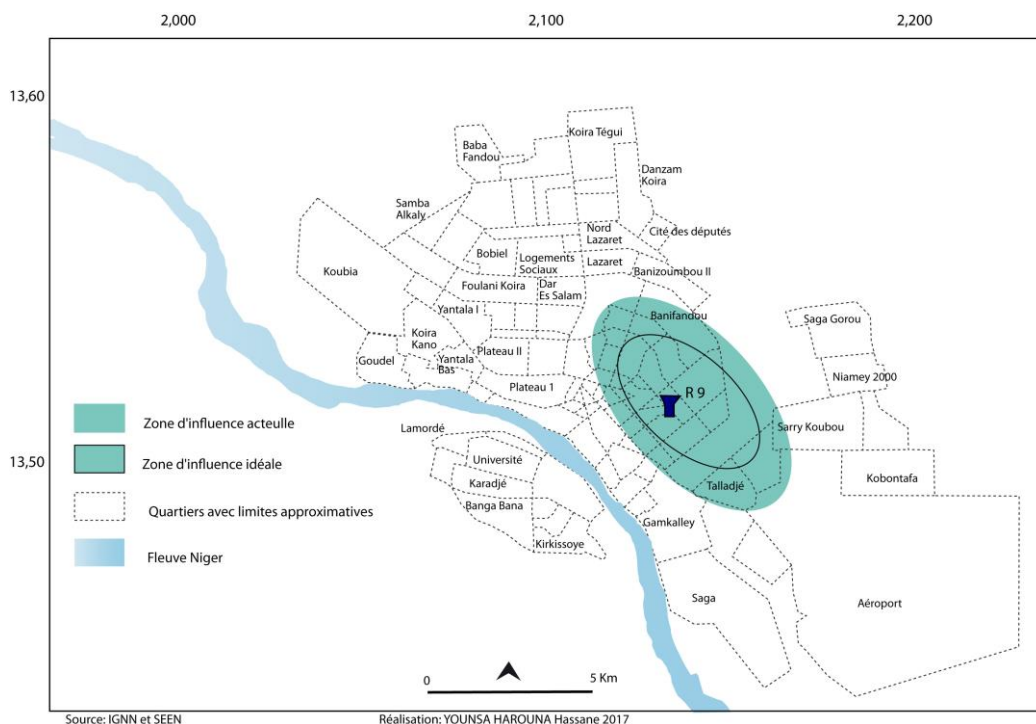 2,000
2,100
2,200
13,60
13,50
Koira Tégui
Baba
Fandou
Danzam
Koira
Samba
Alkaly
Nord
Lazaret
Cité des députés
Bobiel
Logements
Sociaux
Lazaret
Banizoumbou II
Koubia
Foulani Koira
Dar
Es Salam
Yantala I
Banifandou
Saga Gorou
Koira
Kano
Goudel
Yantala
Bas
Plateau II
Plateau 1
Niamey 2000
R 9
Lamordé
Sarry Koubou
Université
Karadjé
Banga Bana
Kirkissoye
Talladjé
Kobontafa
Gamkalley
Saga
Aéroport
Zone d'influence acteulle
Zone d'influence idéale
Quartiers avec limites approximatives
Fleuve Niger
0
5 Km
Source: IGNN et SEEN
Réalisation: YOUNSA HAROUNA Hassane 2017